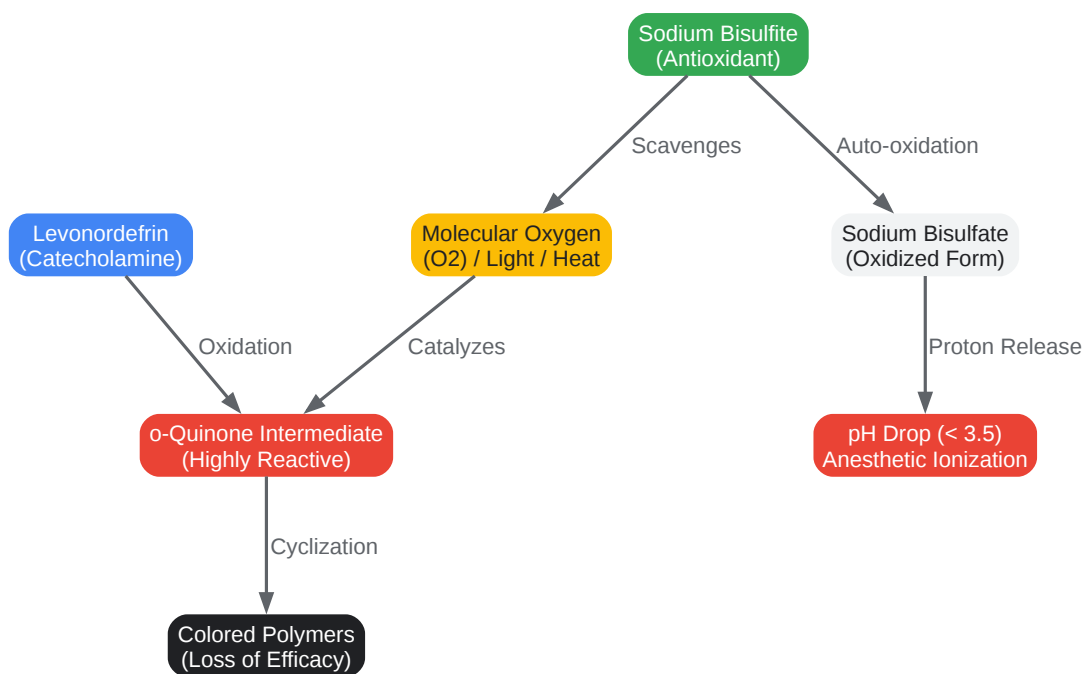 Sodium Bisulfite
(Antioxidant)
Scavenges
Auto-oxidation
Levonordefrin
(Catecholamine)
Molecular Oxygen
(O2) / Light / Heat
Sodium Bisulfate
(Oxidized Form)
Oxidation
Catalyzes
Proton Release
o-Quinone Intermediate
(Highly Reactive)
pH Drop (< 3.5)
Anesthetic Ionization
Cyclization
Colored Polymers
(Loss of Efficacy)